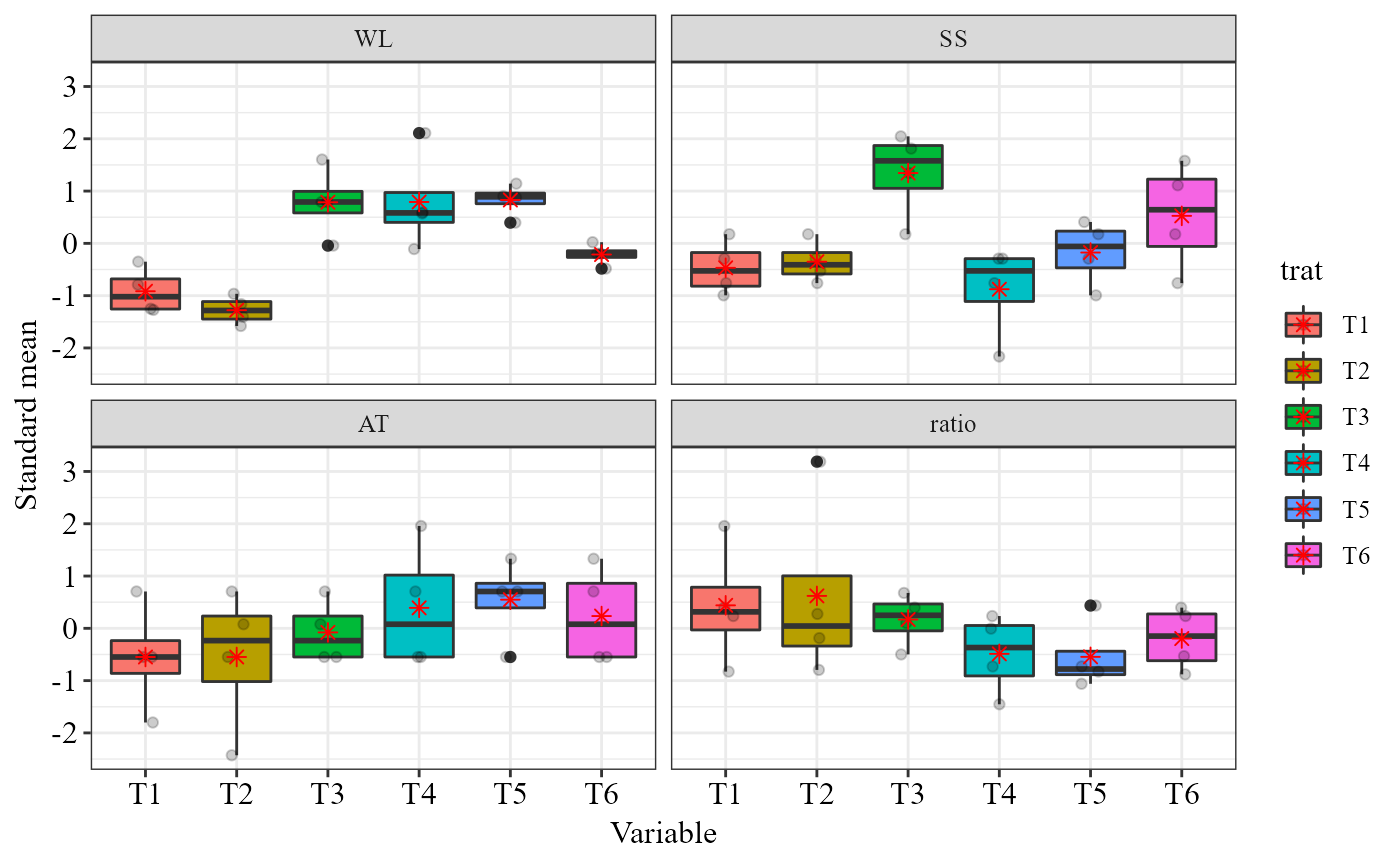 WL
SS
3
2
1
0
-1
-2
AT
ratio
3
2
1
0
-1
-2
T1 T2 T3 T4 T5 T6
T1 T2 T3 T4 T5 T6
Variable
Standard mean
trat
T1
T2
T3
T4
T5
T6